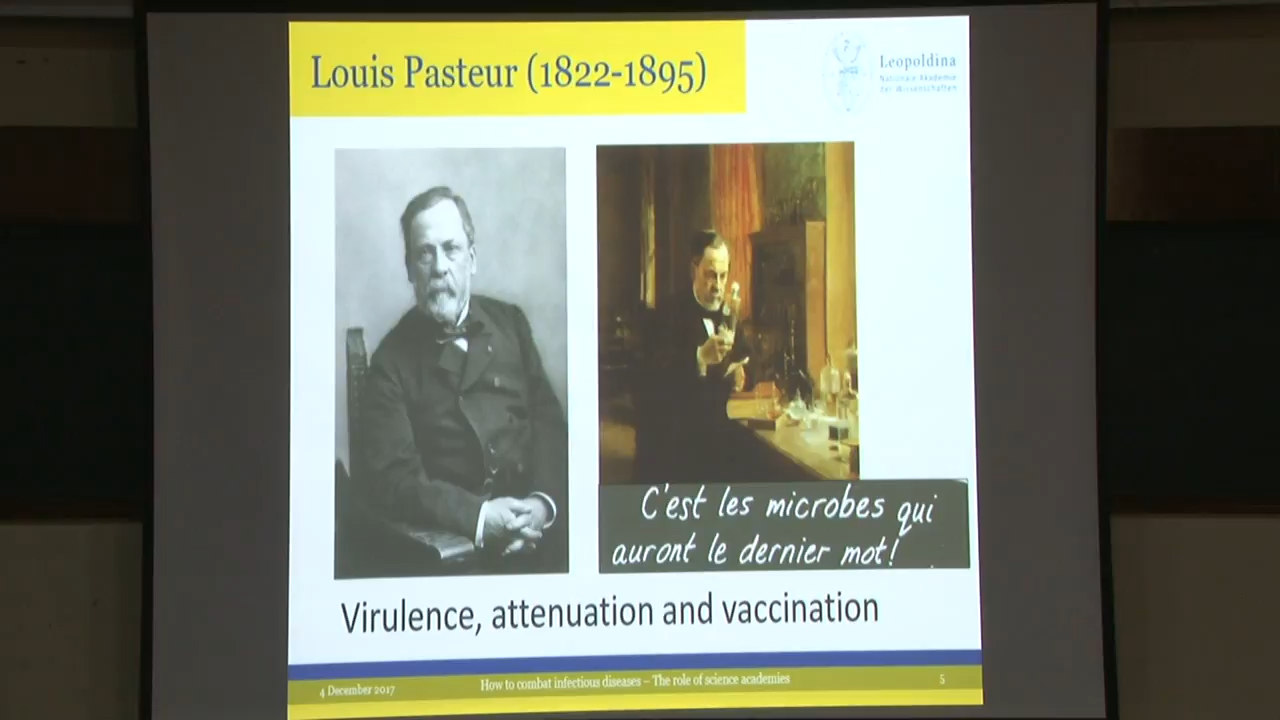 Louis Pasteur (1822-1895)
Leopoldina
Nationale Akademie
der Wissenschaften
C'est les microbes qui
auront le dernier mot!
Virulence, attenuation and vaccination
4 December 2017
How to combat infectious diseases – The role of science academies
5